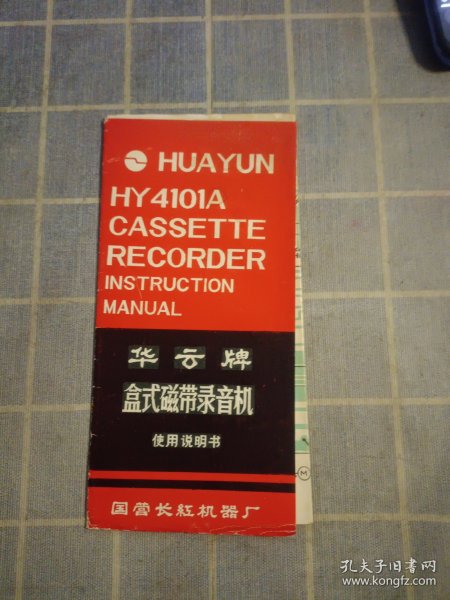 HUAYUN
HY4101A
CASSETTE
RECORDER
INSTRUCTION
MANUAL
华云牌
盒式磁带录音机
使用说明书
国营长红机器厂
M
孔夫子旧书网
www.kongfz.com